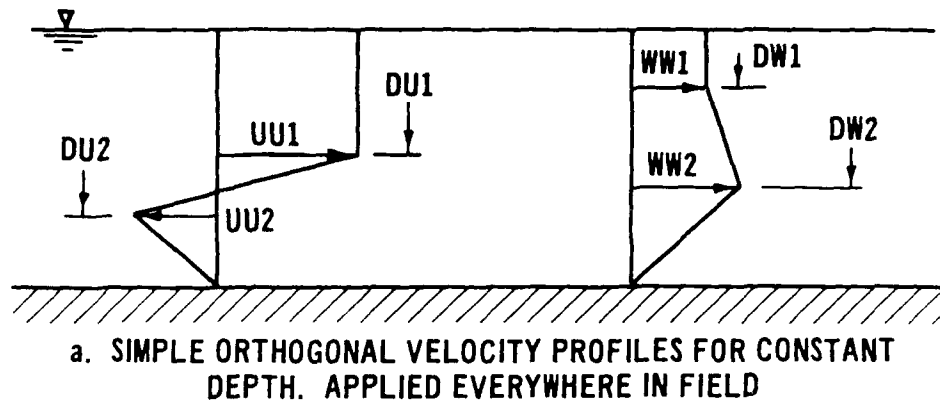 WW1
DW1
DU1
UU1
DU2
DW2
WW2
UU2
a. SIMPLE ORTHOGONAL VELOCITY PROFILES FOR CONSTANT
DEPTH. APPLIED EVERYWHERE IN FIELD